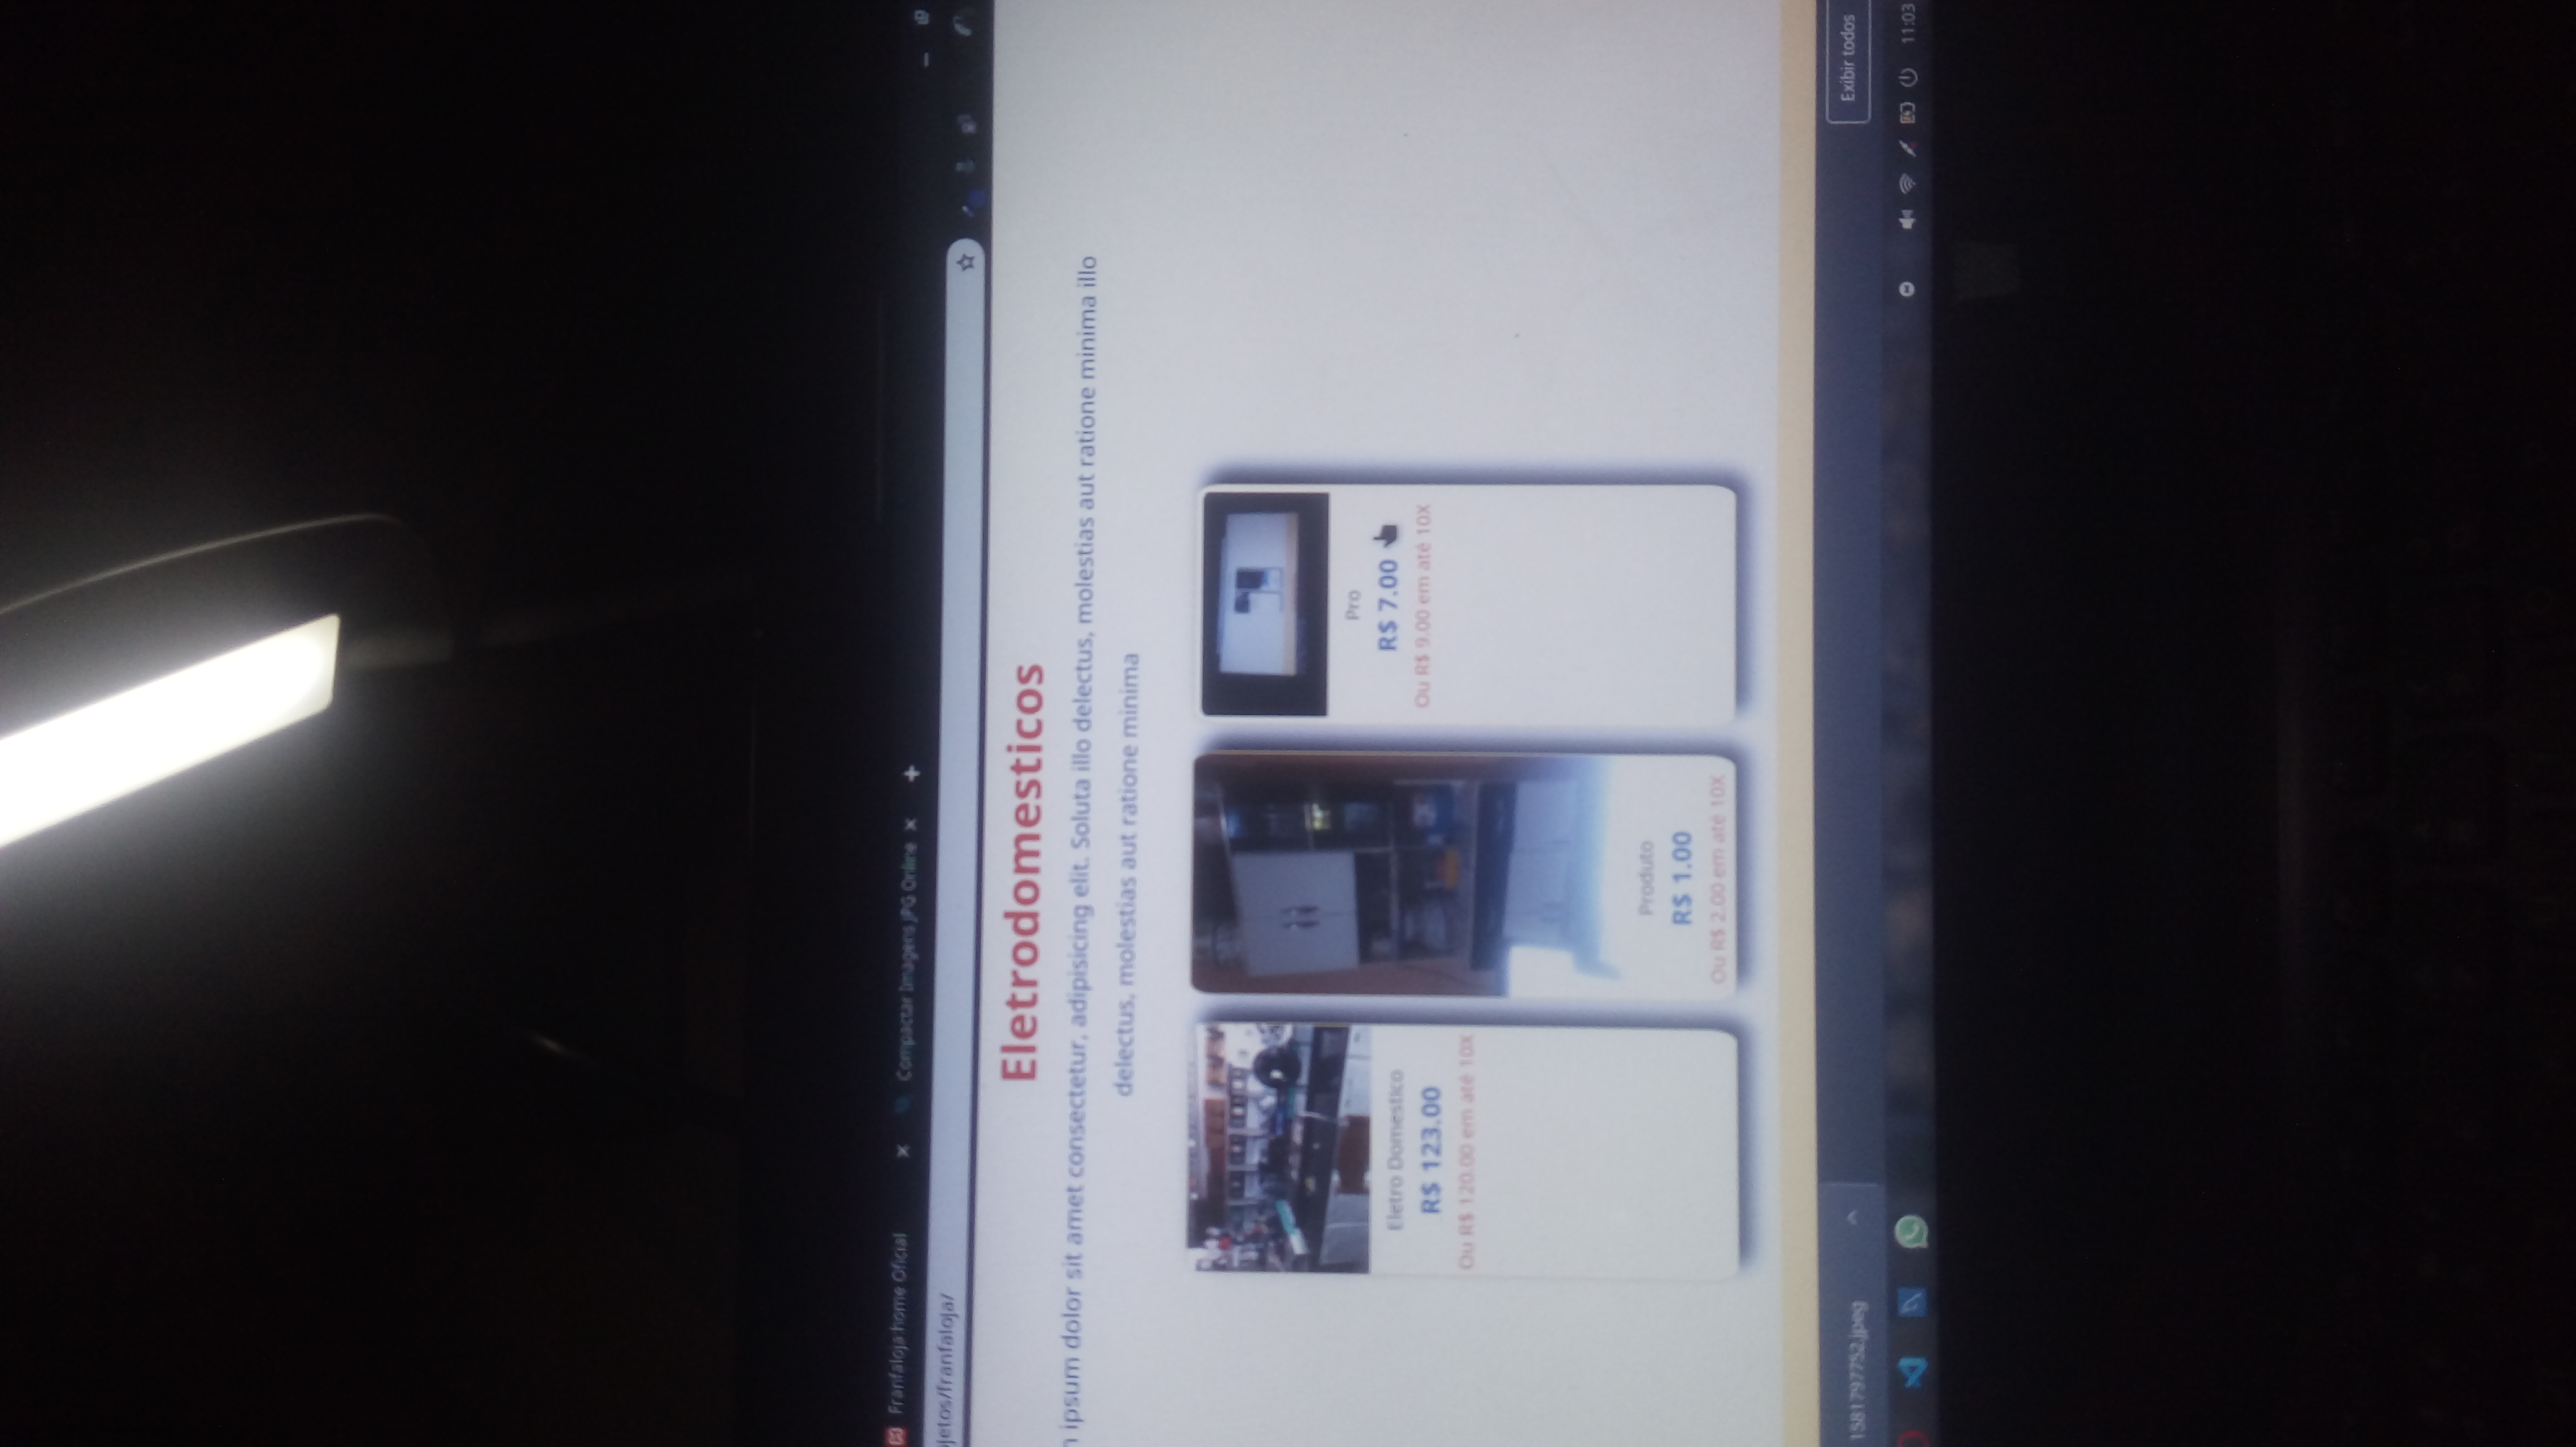 Franfaloja:home Oficial
Compactar Imagens JPG Online
jetos/franfaloja/
Eletrodomesticos
ipsum dolor sit amet consectetur, adipisicing elit. Soluta illo delectus, molestias aut ratione minima illo
delectus, molestias aut ratione minima
Eletro Domestico
R$ 123.00
Ou R$ 120.00 em até 10X
Produto
R$ 1.00
Ou R$ 2.00 em até 10X
Pro
R$ 7.00
Ou R$ 9.00 em até 10X
1581797752.jpeg
Exibir todos
11:03